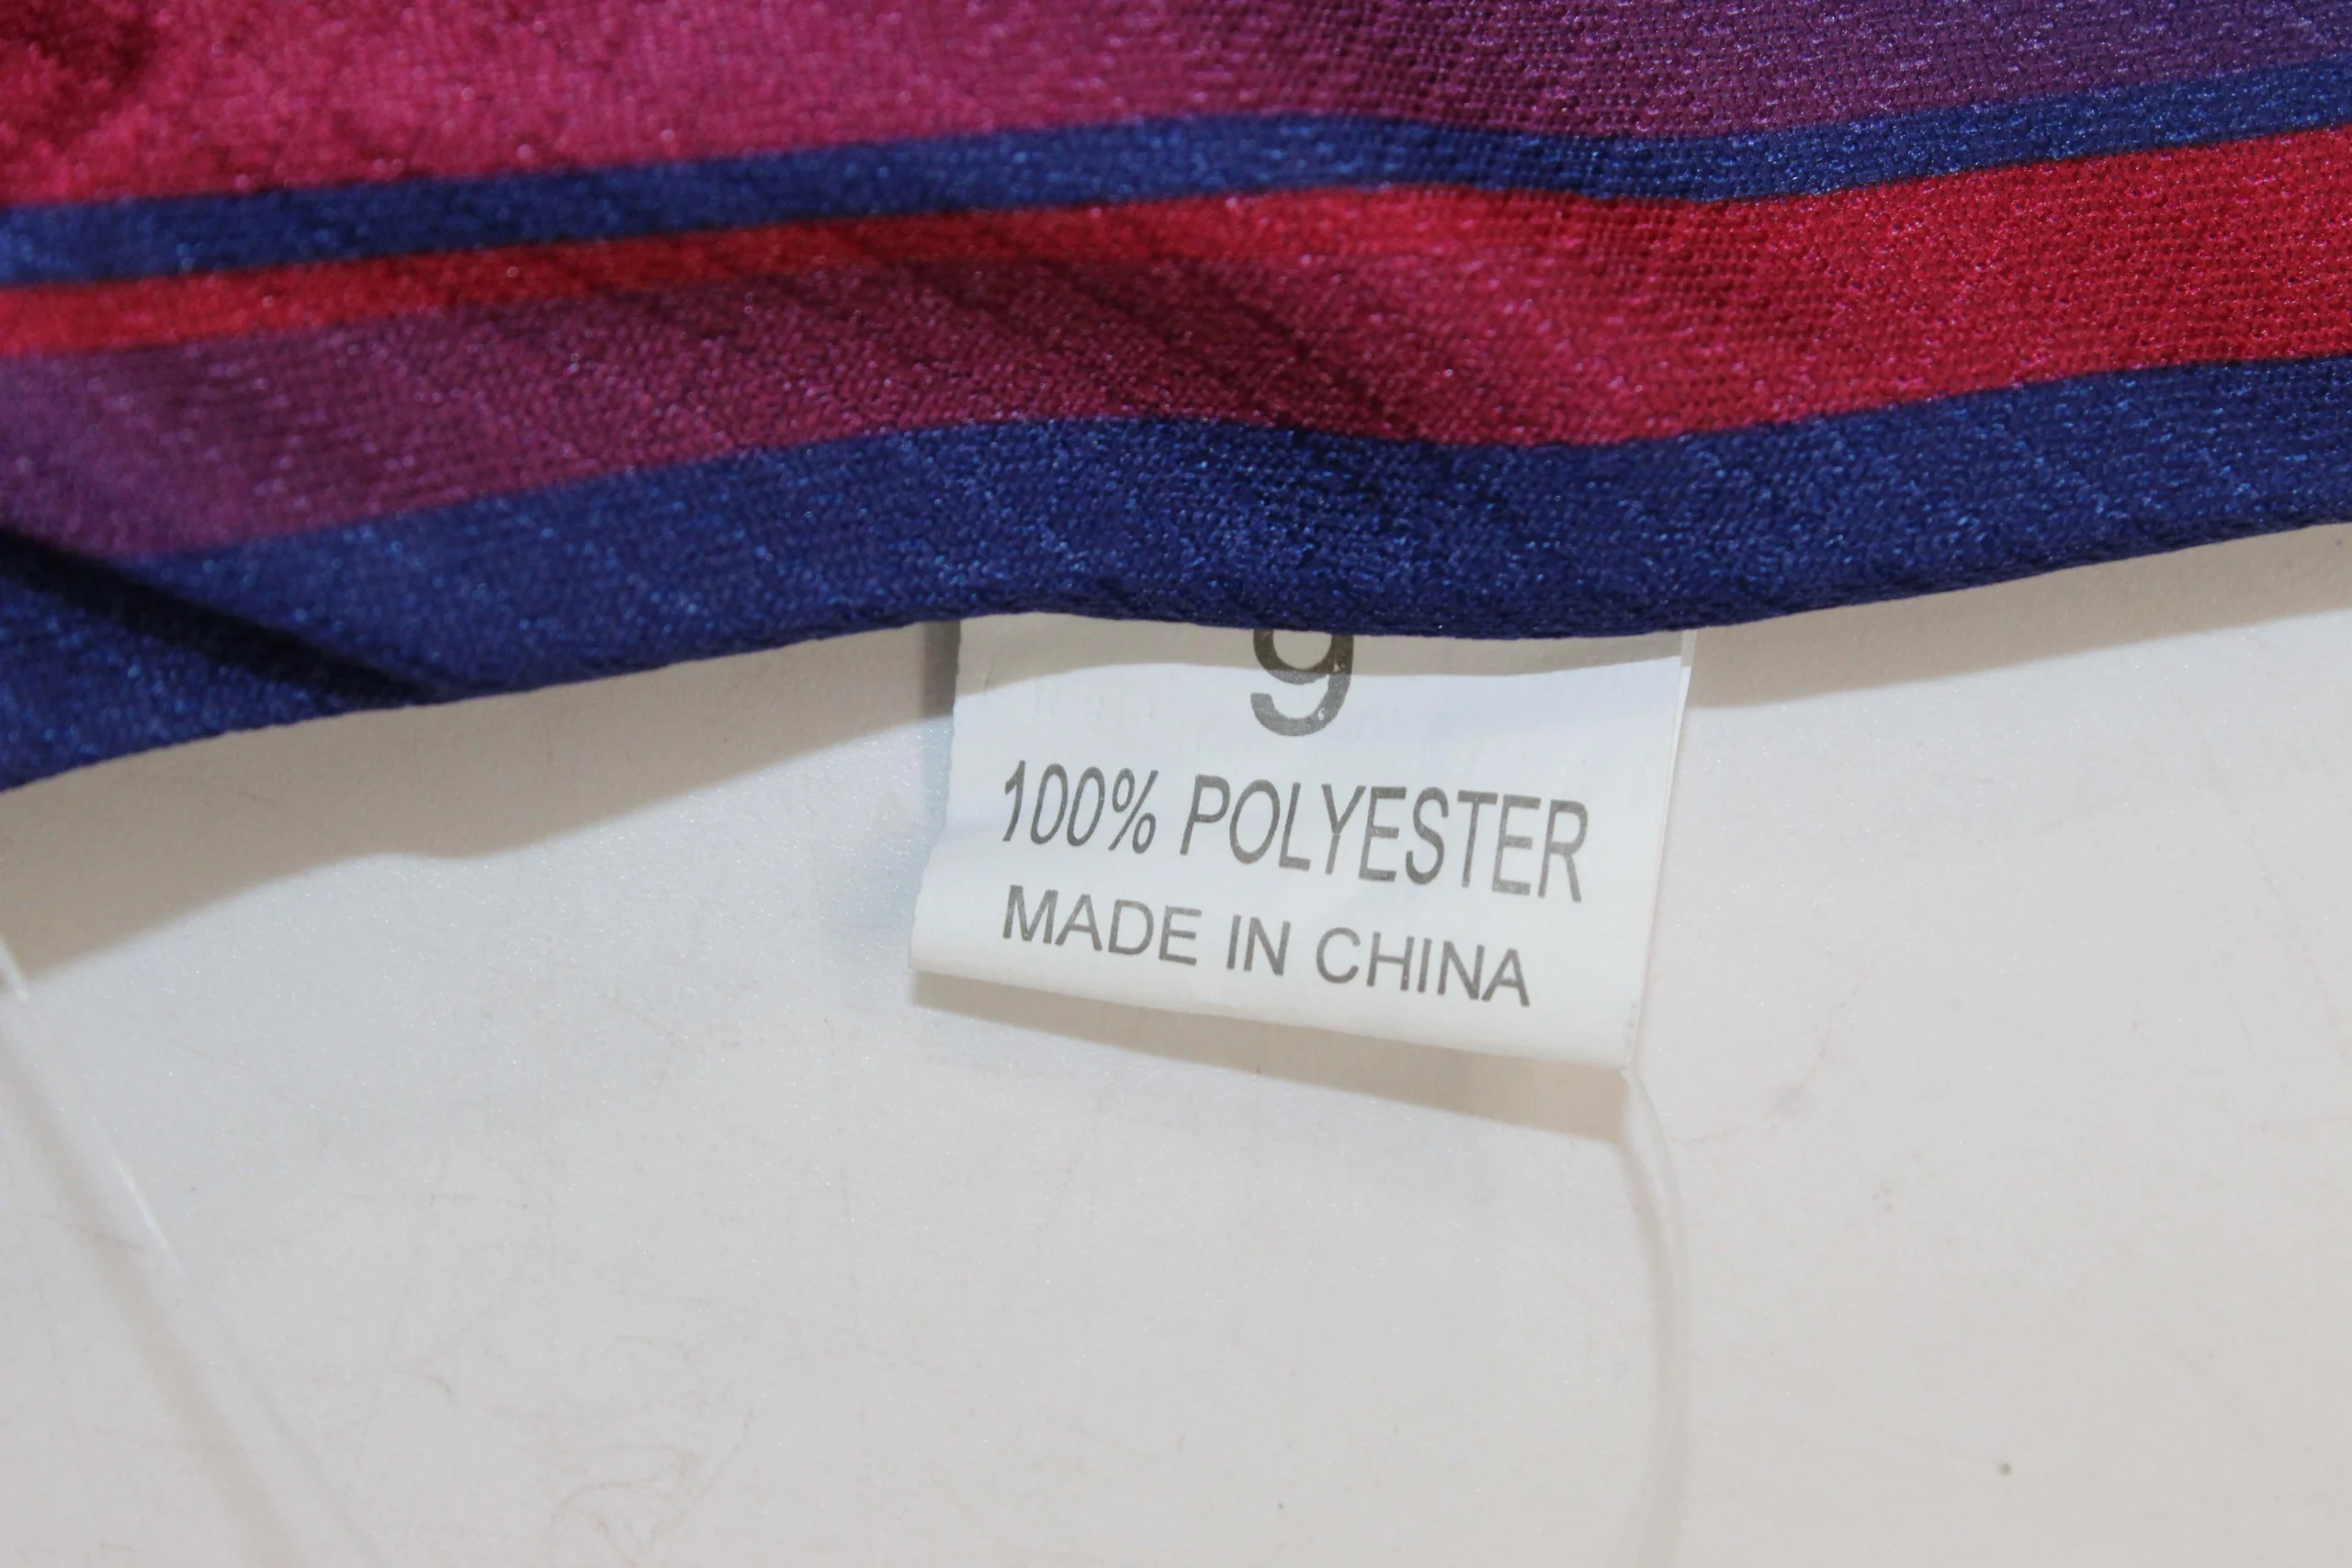 9
100% POLYESTER
MADE IN CHINA